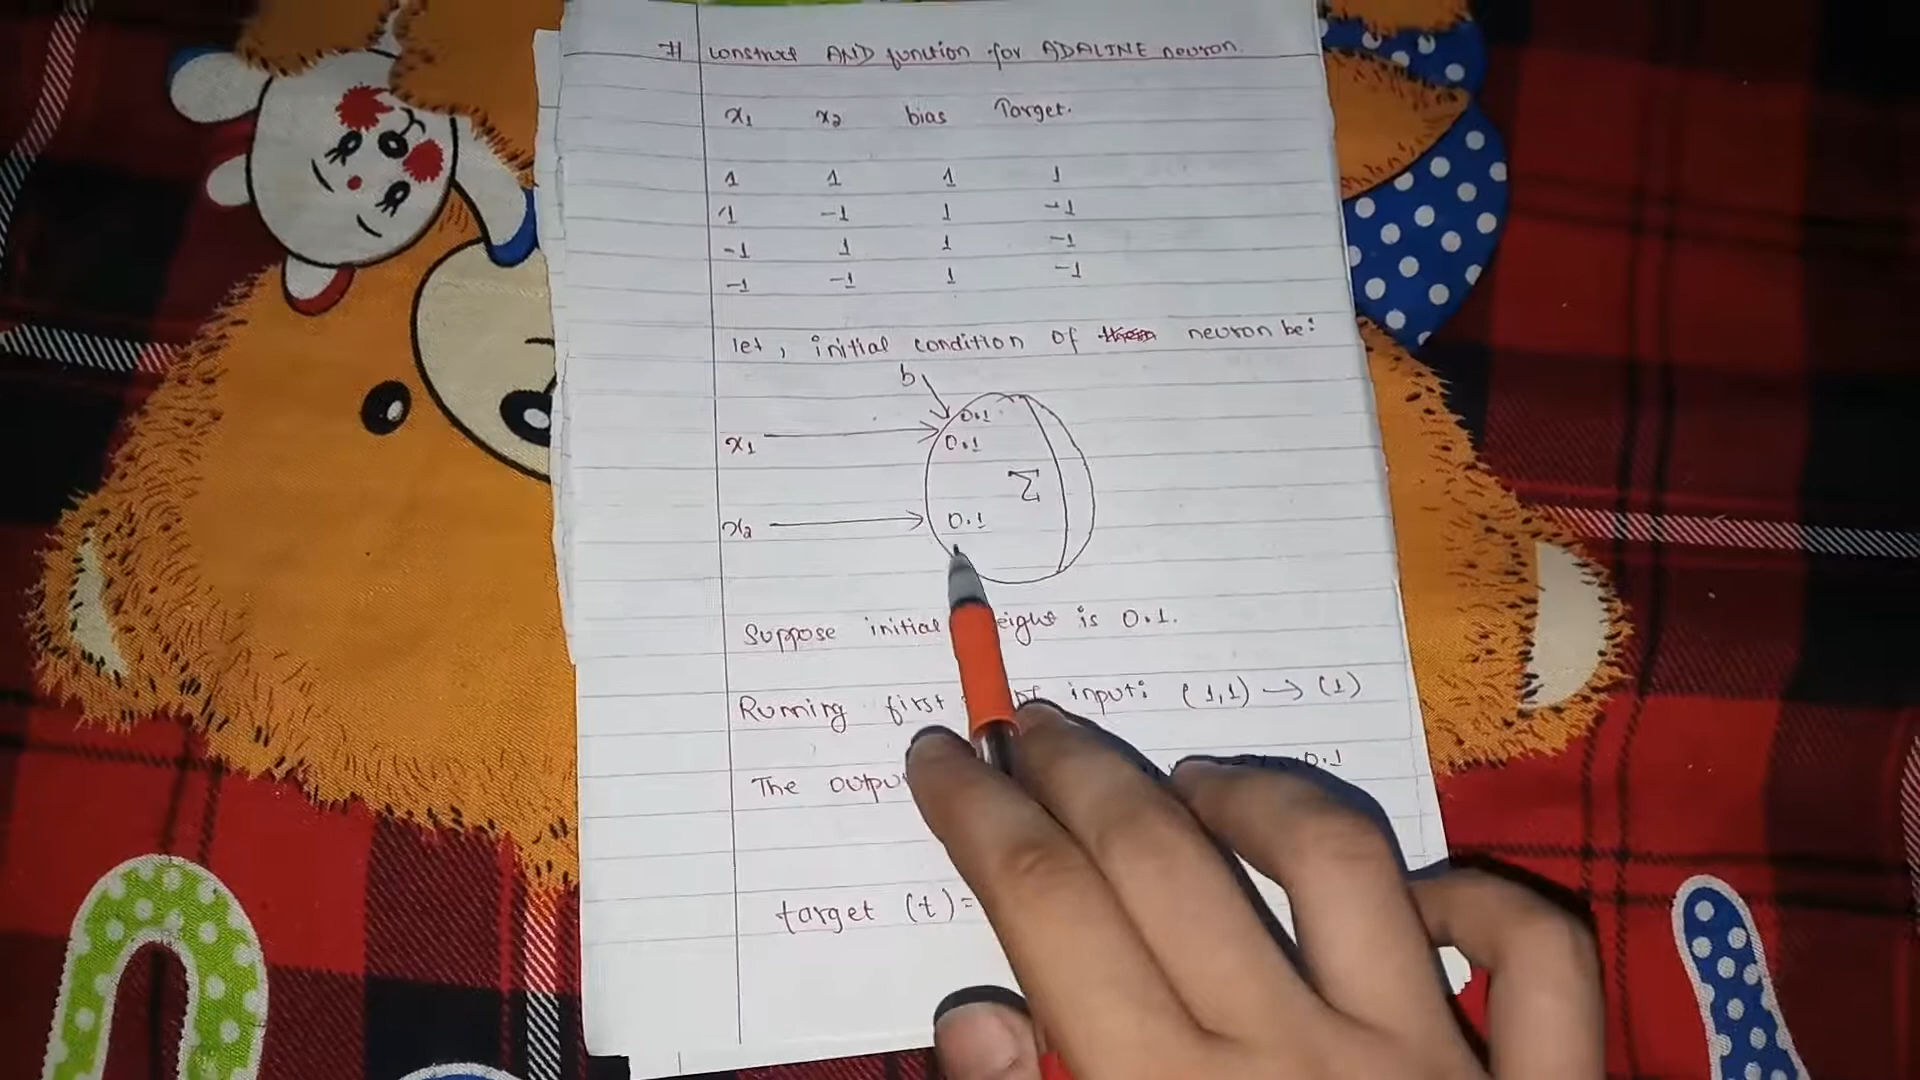 # Construct AND function for ADALINE neuron.
x1 x2 bias Target.
1 1 1 1
1 -1 1 -1
-1 1 1 -1
-1 -1 1 -1
let, initial condition of neuron be:
b
0.1
x1 0.1
Σ
x2 0.1
Suppose initial is 0.1.
Running first input: (1,1) → (1)
The 0.1
target (t)=